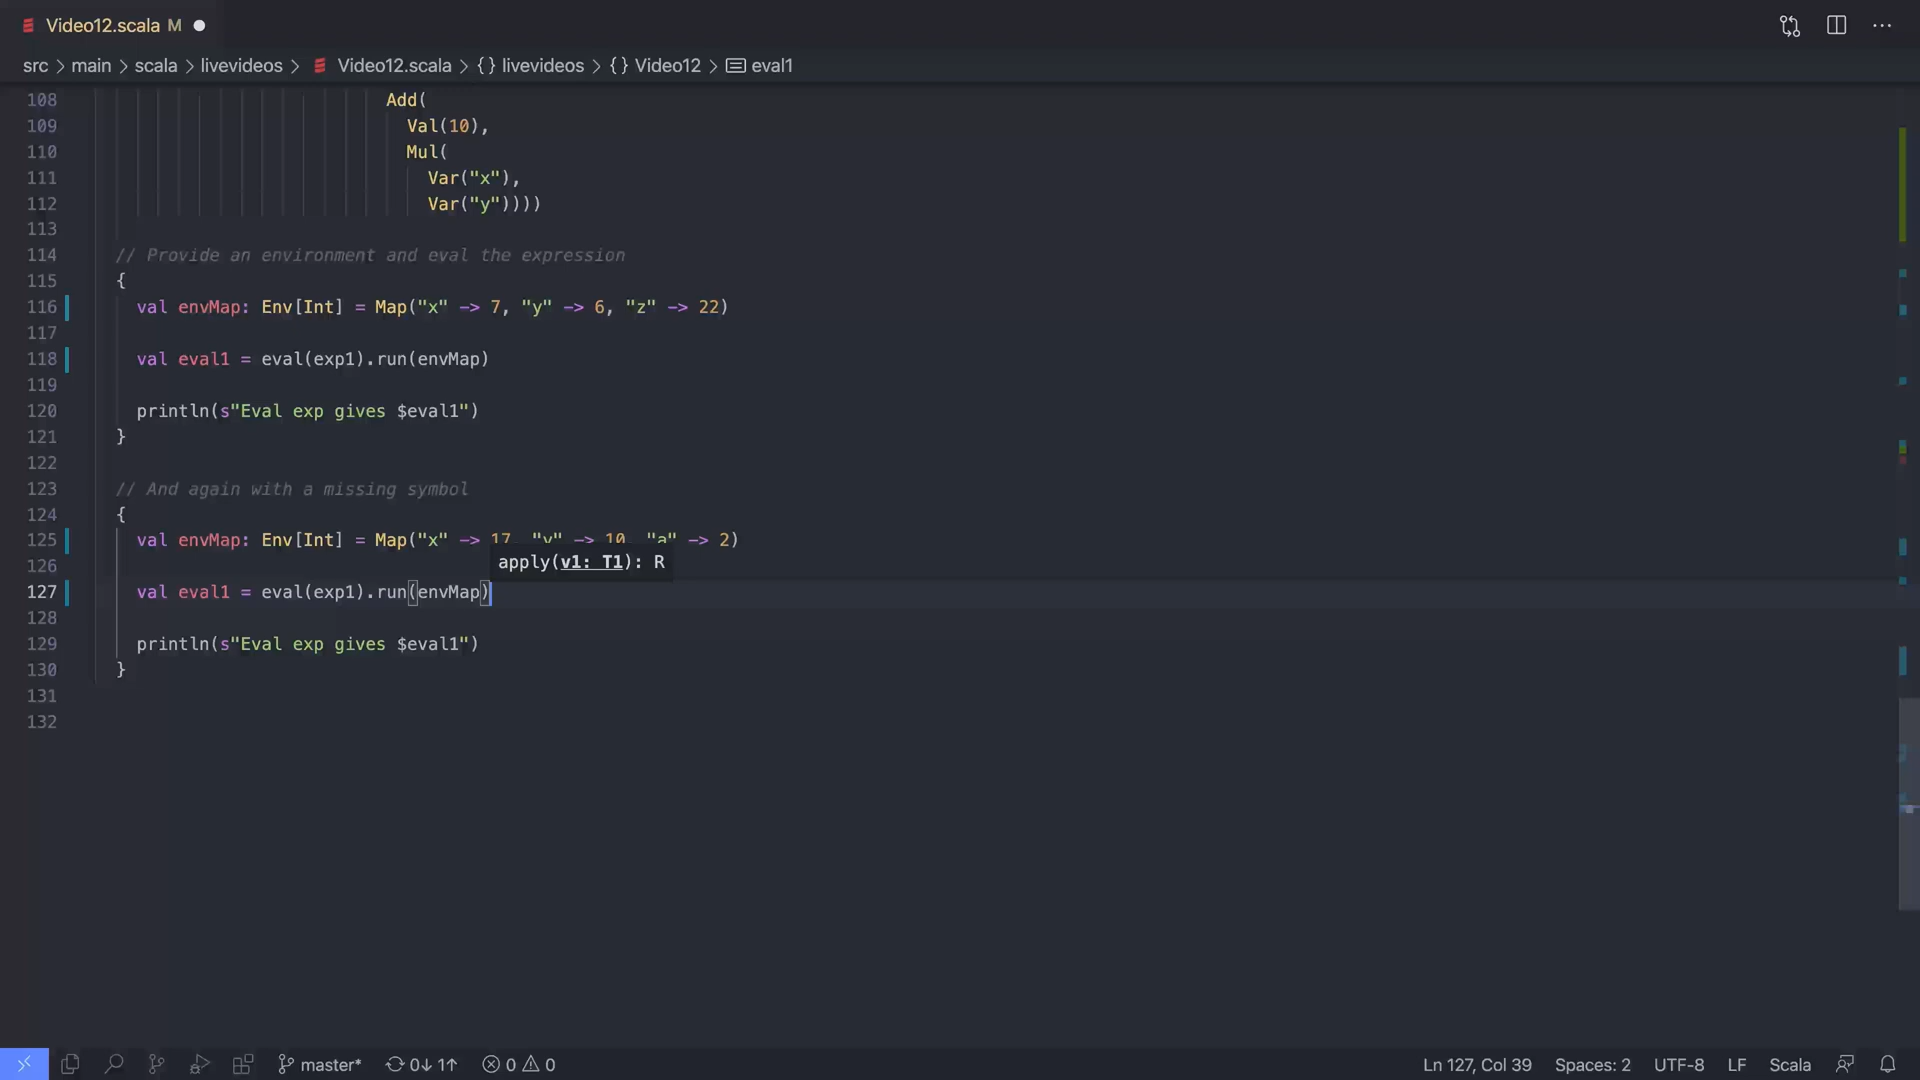 Video12.scala M
src > main > scala > livevideos > Video12.scala > {} livevideos > {} Video12 > eval1
108 Add(
109 Val(10),
110 Mul(
111 Var("x"),
112 Var("y"))))
113
114 // Provide an environment and eval the expression
115 {
116 val envMap: Env[Int] = Map("x" -> 7, "y" -> 6, "z" -> 22)
117
118 val eval1 = eval(exp1).run(envMap)
119
120 println(s"Eval exp gives $eval1")
121 }
122
123 // And again with a missing symbol
124 {
125 val envMap: Env[Int] = Map("x" -> 17, "y" -> 10, "a" -> 2)
126 apply(v1: T1): R
127 val eval1 = eval(exp1).run(envMap)
128
129 println(s"Eval exp gives $eval1")
130 }
131
132
master* 0↓ 1↑ 0 0 Ln 127, Col 39 Spaces: 2 UTF-8 LF Scala